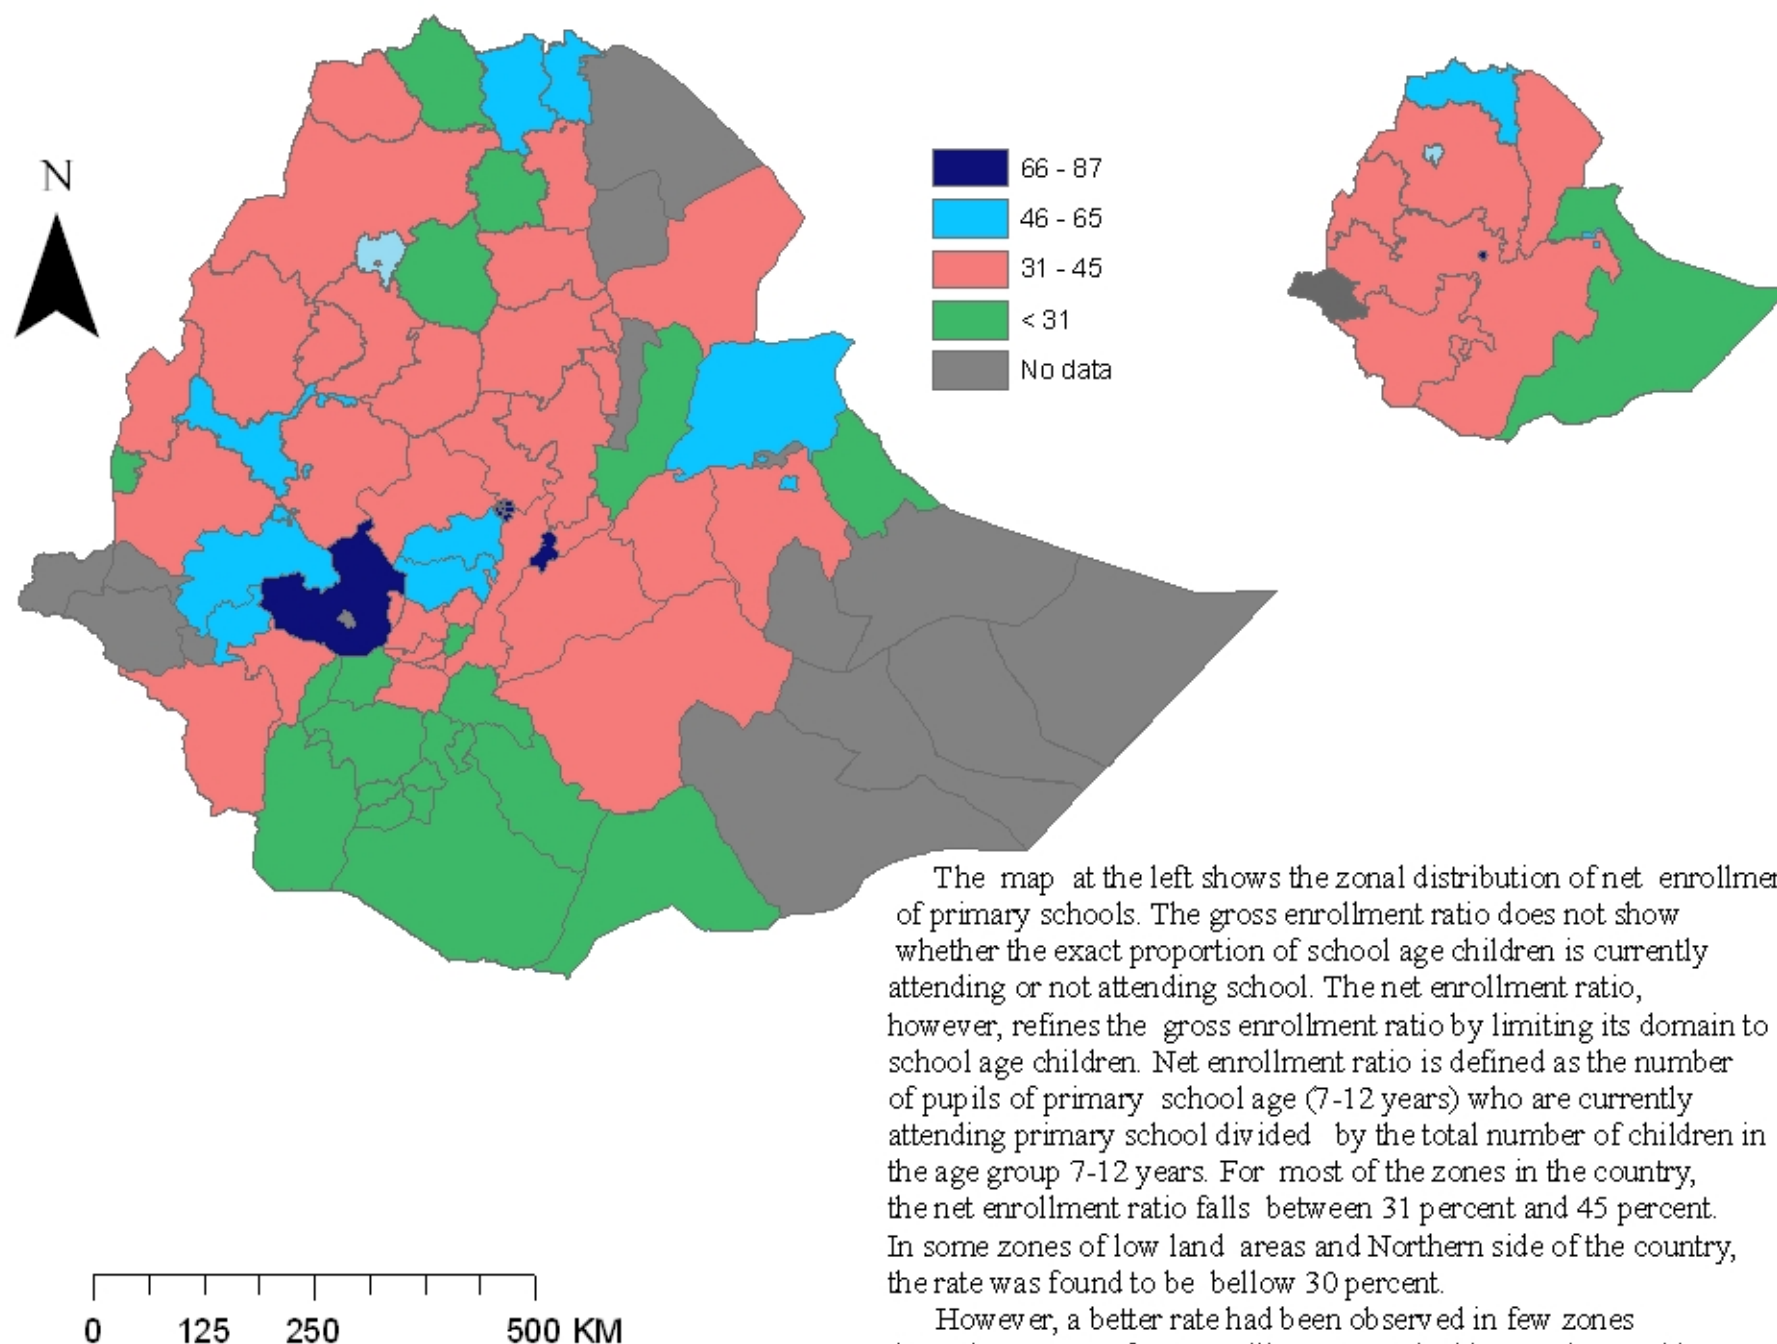 N
66 - 87
46 - 65
31 - 45
< 31
No data
The map at the left shows the zonal distribution of net
of primary schools. The gross enrollment ratio does not show
whether the exact proportion of school age children is currently
attending or not attending school. The net enrollment ratio,
however, refines the gross enrollment ratio by limiting its domain to
school age children. Net enrollment ratio is defined as the number
of pupils of primary school age (7-12 years) who are currently
attending primary school divided by the total number of children in
the age group 7-12 years. For most of the zones in the country,
the net enrollment ratio falls between 31 percent and 45 percent.
In some zones of low land areas and Northern side of the country,
the rate was found to be bellow 30 percent.
However, a better rate had been observed in few zones
0 125 250 500 KM